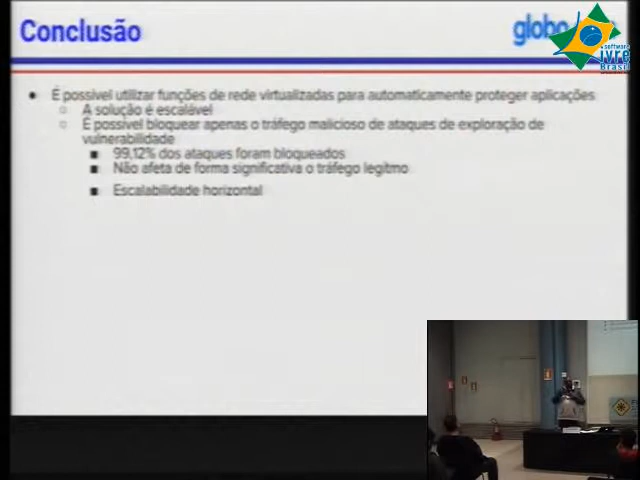 Conclusão
globo
software
livre
Brasil
● É possível utilizar funções de rede virtualizadas para automaticamente proteger aplicações
○ A solução é escalável
○ É possível bloquear apenas o tráfego malicioso de ataques de exploração de
vulnerabilidade
■ 99,12% dos ataques foram bloqueados
■ Não afeta de forma significativa o tráfego legítmo
■ Escalabilidade horizontal